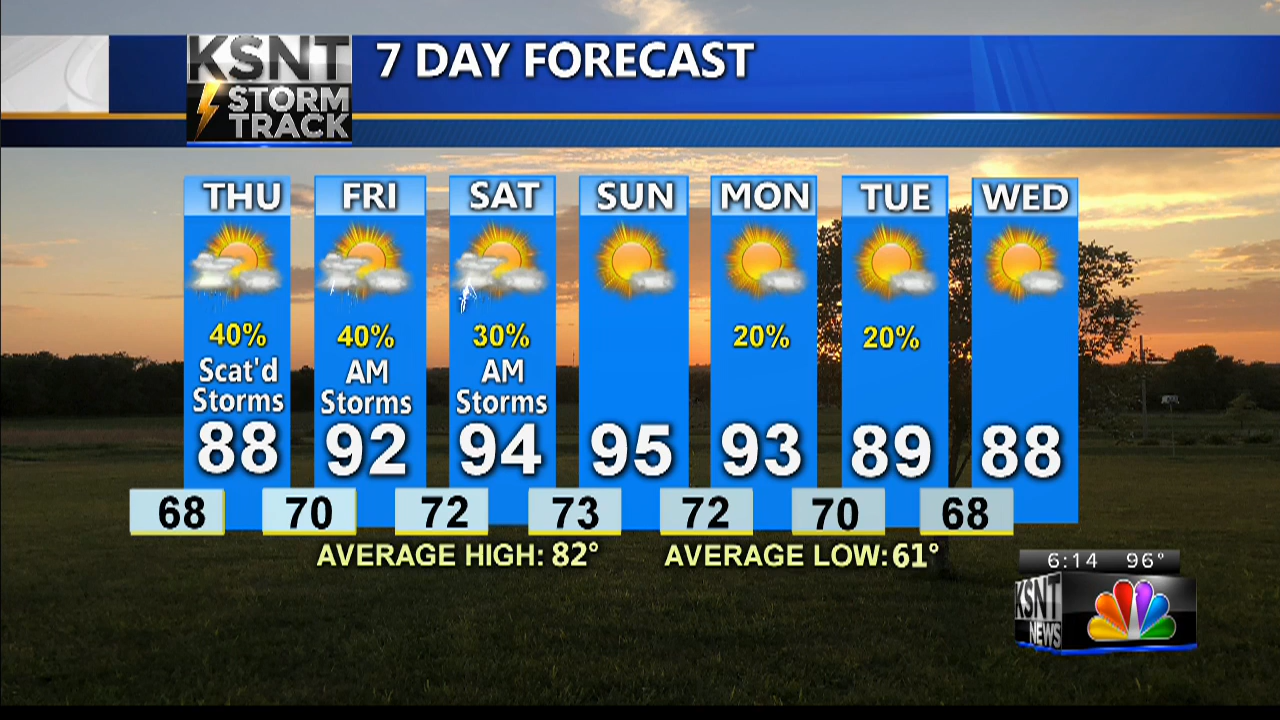 KSNT
STORM
TRACK
7 DAY FORECAST
THU
FRI
SAT
SUN
MON
TUE
WED
40%
40%
30%
20%
20%
Scat'd
Storms
AM
Storms
AM
Storms
88
92
94
95
93
89
88
68
70
72
73
72
70
68
AVERAGE HIGH: 82°
AVERAGE LOW: 61°
6:14 96°
KSNT
NEWS